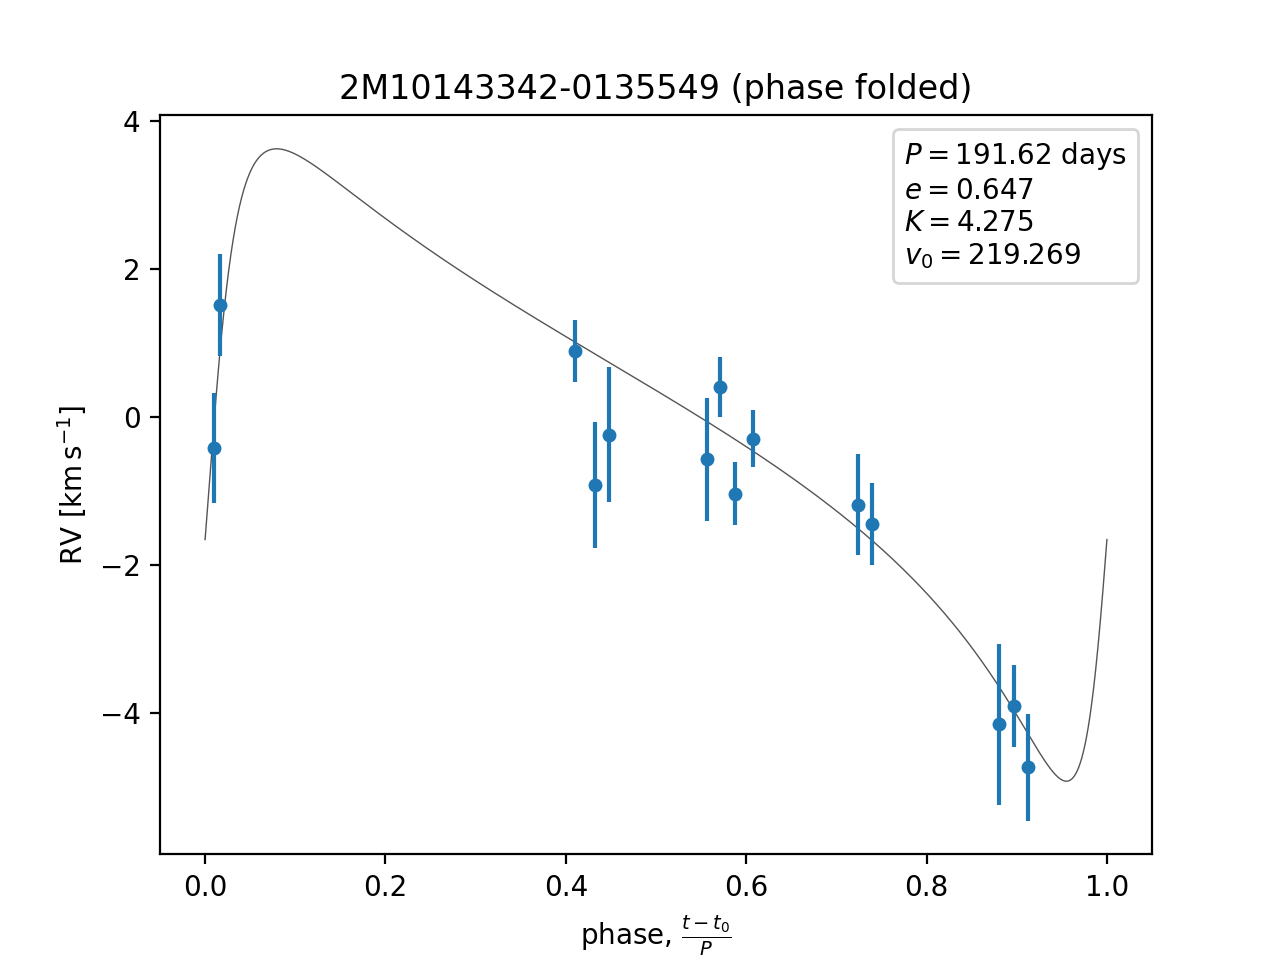 2M10143342-0135549 (phase folded)
P = 191.62 days
e = 0.647
K = 4.275
v₀ = 219.269
RV [km s⁻¹]
4
2
0
−2
−4
0.0 0.2 0.4 0.6 0.8 1.0
phase, (t − t₀)/P